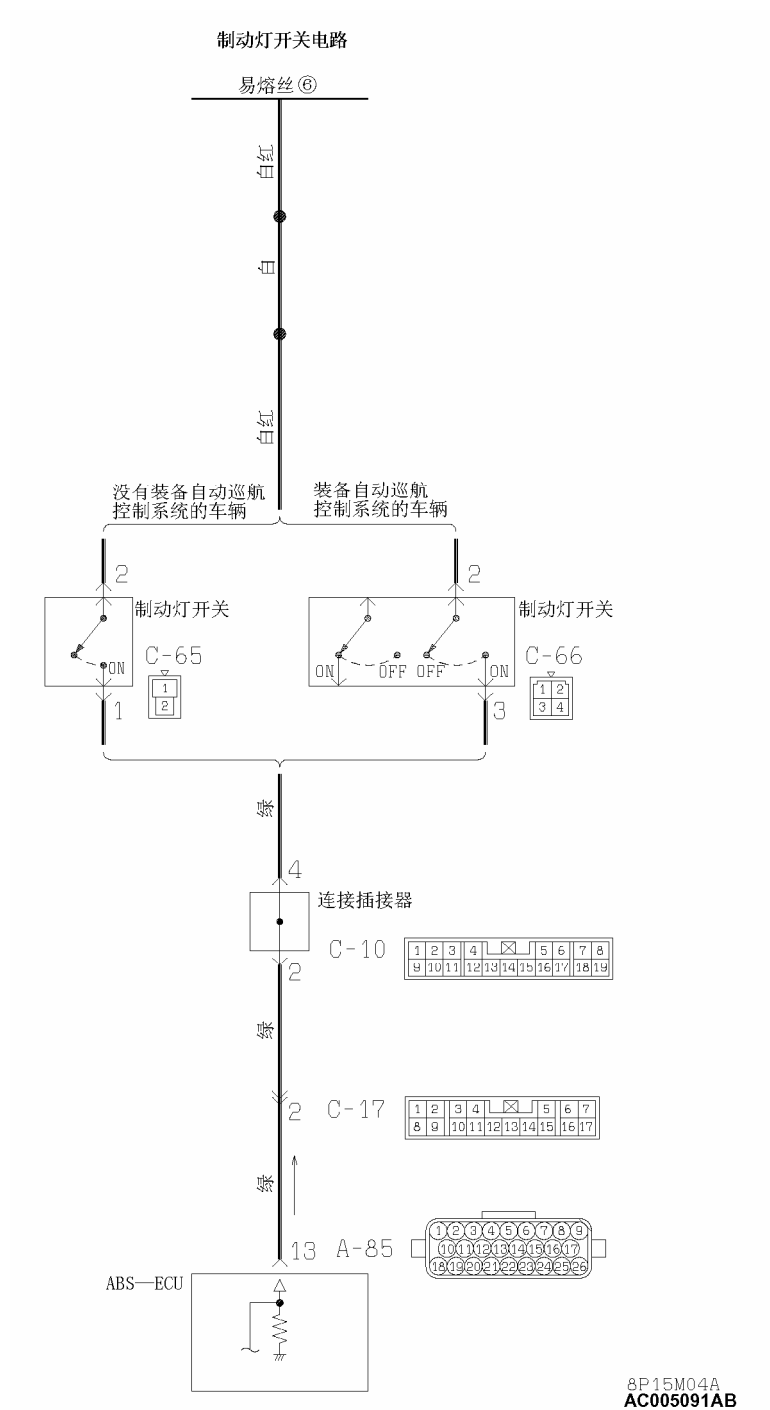 制动灯开关电路
易熔丝⑥
白红
白
白红
没有装备自动巡航
控制系统的车辆
装备自动巡航
控制系统的车辆
2
2
制动灯开关
制动灯开关
ON
ON
OFF
OFF
ON
C-65
C-66
1
2
1 2
3 4
1
3
绿
4
连接插接器
C-10
1 2 3 4 5 6 7 8
9 10 11 12 13 14 15 16 17 18 19
2
绿
2
C-17
1 2 3 4 5 6 7
8 9 10 11 12 13 14 15 16 17
绿
13
A-85
1 2 3 4 5 6 7 8 9
10 11 12 13 14 15 16 17
18 19 20 21 22 23 24 25 26
ABS—ECU
8P15M04A
AC005091AB